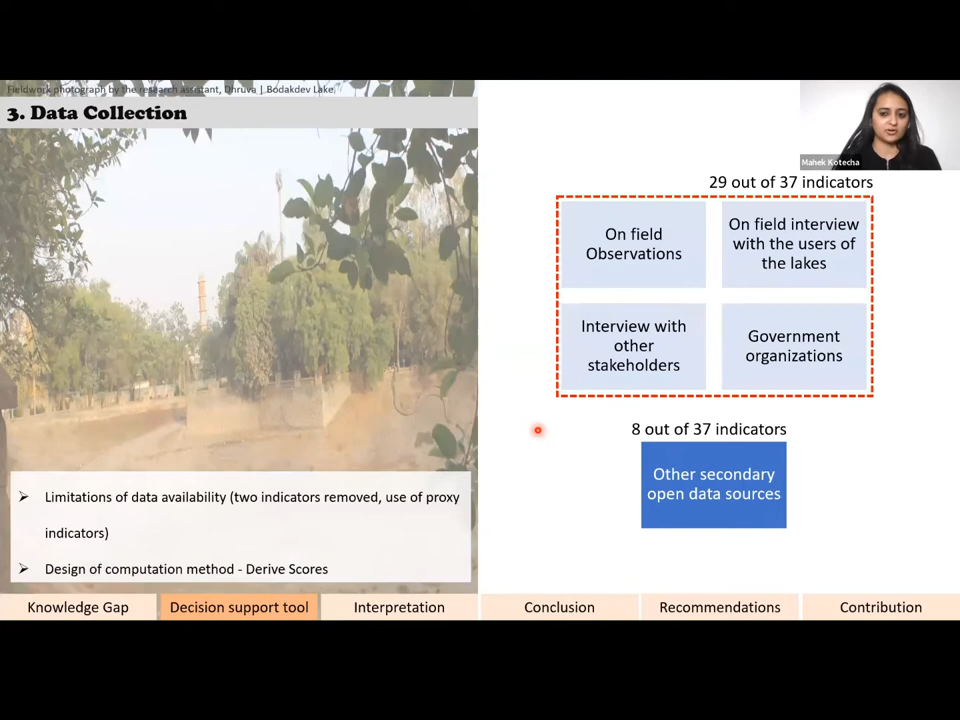 Fieldwork photograph by the research assistant, Dhruva | Bodakdev Lake
3. Data Collection
Mahek Kotecha
29 out of 37 indicators
On field
Observations
On field interview
with the users of
the lakes
Interview with
other
stakeholders
Government
organizations
8 out of 37 indicators
Other secondary
open data sources
➢ Limitations of data availability (two indicators removed, use of proxy
indicators)
➢ Design of computation method - Derive Scores
Knowledge Gap
Decision support tool
Interpretation
Conclusion
Recommendations
Contribution